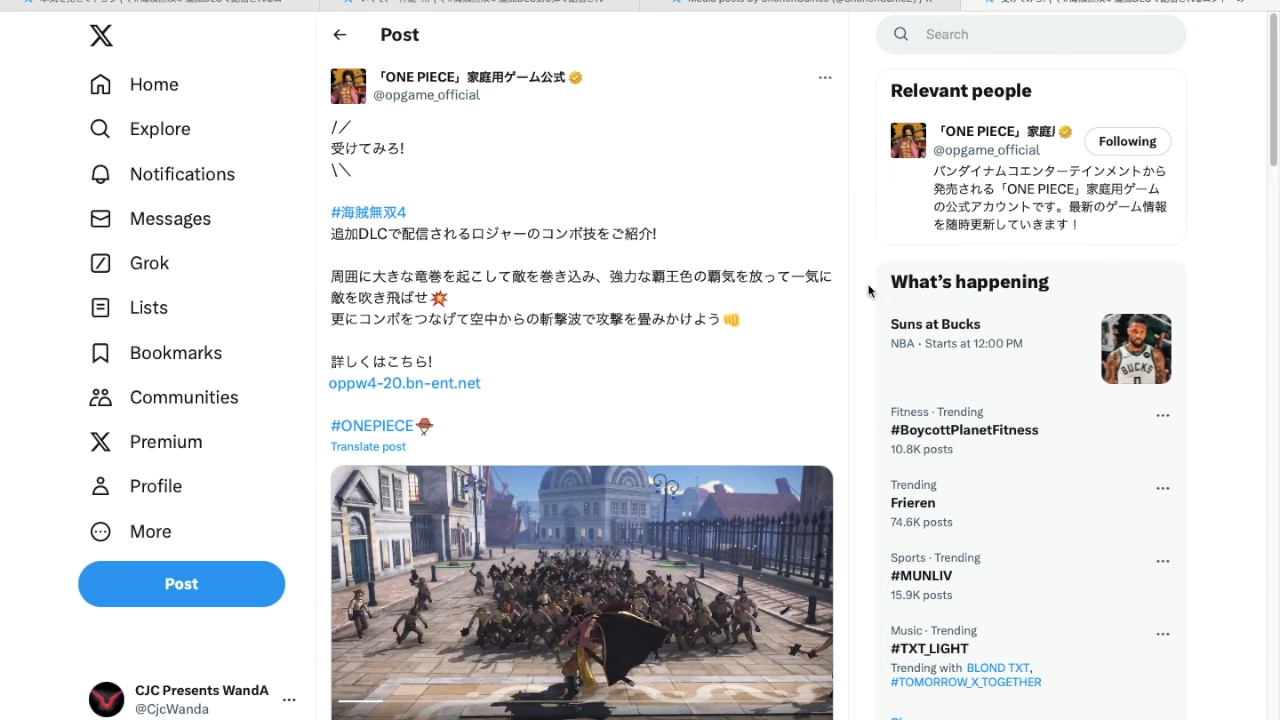 Home
Explore
Notifications
Messages
Grok
Lists
Bookmarks
Communities
Premium
Profile
More
Post
CJC Presents WandA
@CjcWanda
Post
「ONE PIECE」家庭用ゲーム公式
@opgame_official
/／
受けてみろ!
\＼
#海賊無双4
追加DLCで配信されるロジャーのコンボ技をご紹介!
周囲に大きな竜巻を起こして敵を巻き込み、強力な覇王色の覇気を放って一気に
敵を吹き飛ばせ💥
更にコンボをつなげて空中からの斬撃波で攻撃を畳みかけよう👊
詳しくはこちら!
oppw4-20.bn-ent.net
#ONEPIECE
Translate post
Search
Relevant people
「ONE PIECE」家庭
@opgame_official
Following
バンダイナムコエンターテインメントから
発売される「ONE PIECE」家庭用ゲーム
の公式アカウントです。最新のゲーム情報
を随時更新していきます！
What's happening
Suns at Bucks
NBA · Starts at 12:00 PM
BUCKS
Fitness · Trending
#BoycottPlanetFitness
10.8K posts
Trending
Frieren
74.6K posts
Sports · Trending
#MUNLIV
15.9K posts
Music · Trending
#TXT_LIGHT
Trending with BLOND TXT,
#TOMORROW_X_TOGETHER